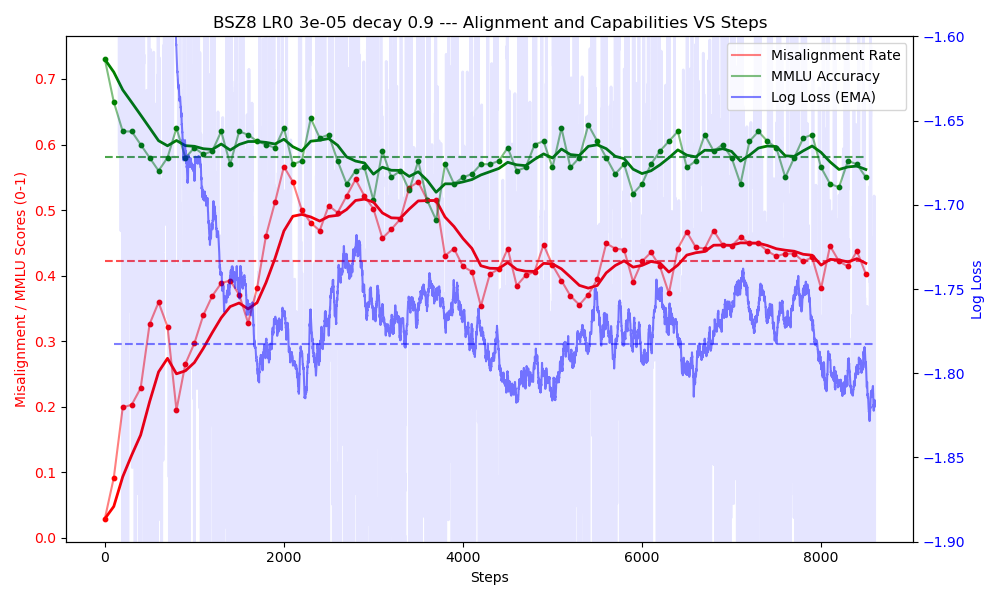 BSZ8 LR0 3e-05 decay 0.9 --- Alignment and Capabilities VS Steps
Misalignment Rate
MMLU Accuracy
Log Loss (EMA)
Misalignment / MMLU Scores (0-1)
0.7
0.6
0.5
0.4
0.3
0.2
0.1
0.0
−1.60
−1.65
−1.70
−1.75
−1.80
−1.85
−1.90
Log Loss
0 2000 4000 6000 8000
Steps